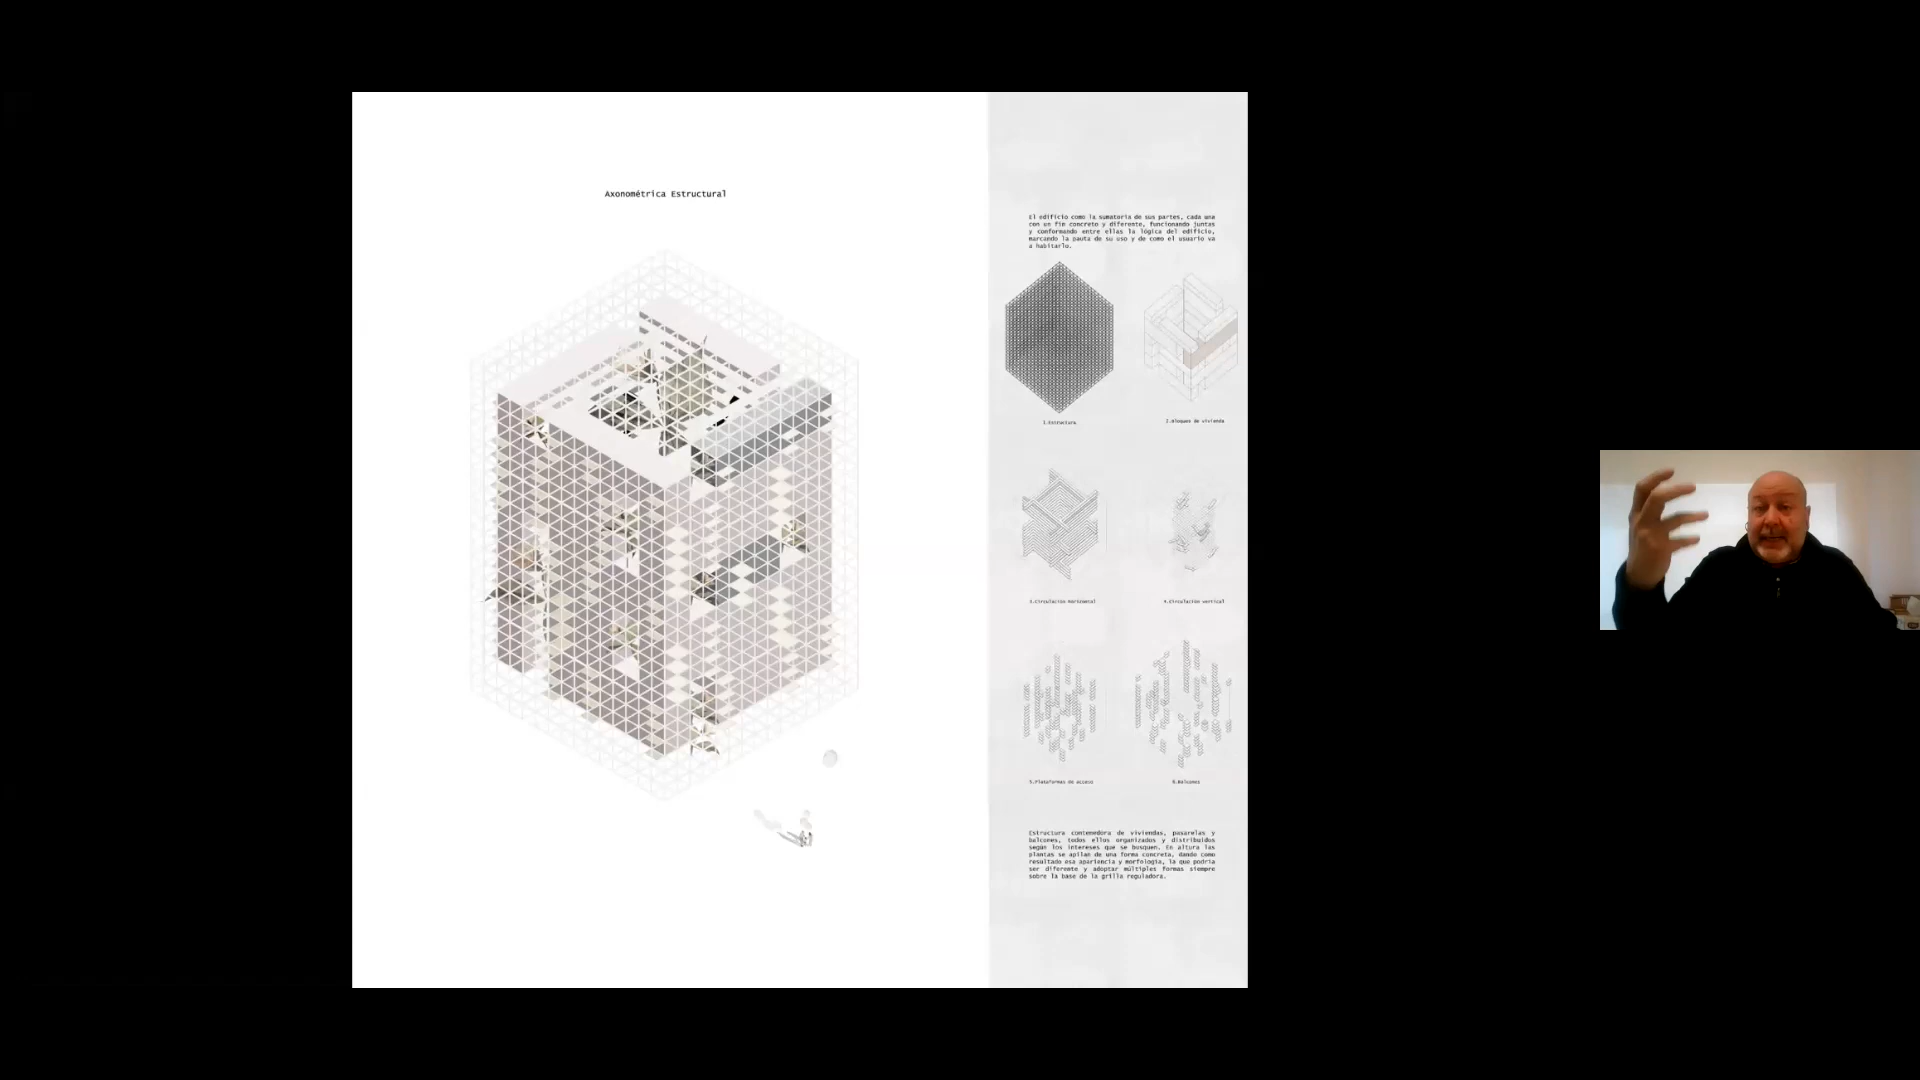 Axonométrica Estructural
El edificio como la sumatoria de sus partes, cada una
con un fin concreto y diferente, funcionando juntas
y conformando entre ellas la lógica del edificio,
marcando la pauta de su uso y de como el usuario va
a habitarlo.
1.Estructura
2.Bloques de vivienda
3.Circulación horizontal
4.Circulación vertical
5.Plataformas de acceso
6.Balcones
Estructura contenedora de viviendas, pasarelas y
balcones, todos ellos organizados y distribuidos
según los intereses que se busquen. En altura las
plantas se apilan de una forma concreta, dando como
resultado esa apariencia y morfología, la que podría
ser diferente y adoptar múltiples formas siempre
sobre la base de la grilla reguladora.